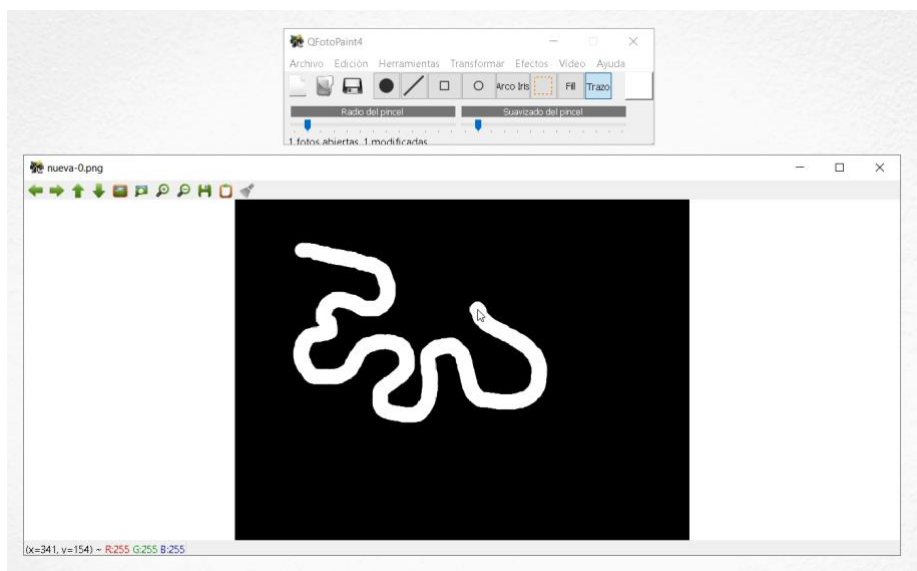 QFotoPaint4
Archivo Edición Herramientas Transformar Efectos Vídeo Ayuda
Arco Iris Fill Trazo
Radio del pincel Suavizado del pincel
1 fotos abiertas, 1 modificadas
nueva-0.png
(x=341, y=154) ~ R:255 G:255 B:255